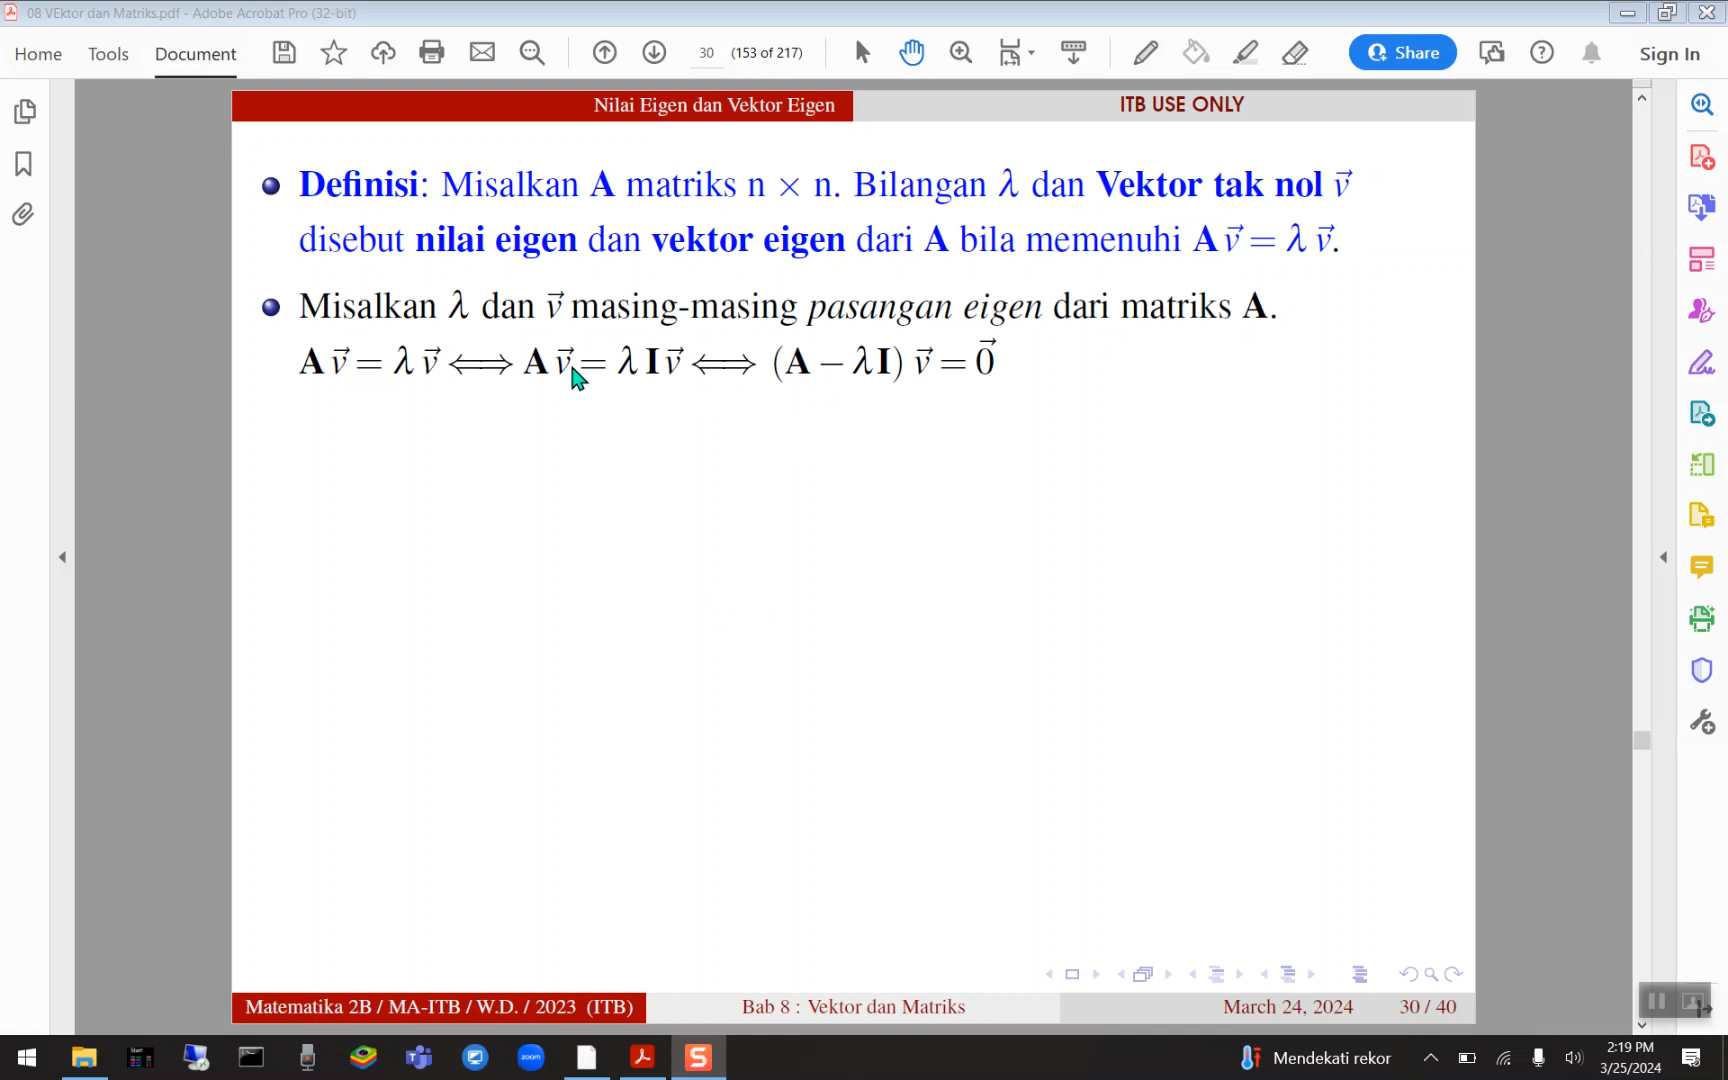 08 VEktor dan Matriks.pdf - Adobe Acrobat Pro (32-bit)
Home Tools Document 30 (153 of 217) Share Sign In
Nilai Eigen dan Vektor Eigen ITB USE ONLY
Definisi: Misalkan A matriks n × n. Bilangan λ dan Vektor tak nol v⃗
disebut nilai eigen dan vektor eigen dari A bila memenuhi A v⃗ = λ v⃗.
Misalkan λ dan v⃗ masing-masing pasangan eigen dari matriks A.
A v⃗ = λ v⃗ ⟺ A v⃗ = λ I v⃗ ⟺ (A − λI) v⃗ = 0⃗
Matematika 2B / MA-ITB / W.D. / 2023 (ITB) Bab 8 : Vektor dan Matriks March 24, 2024 30 / 40
Start
zoom
Mendekati rekor
2:19 PM
3/25/2024